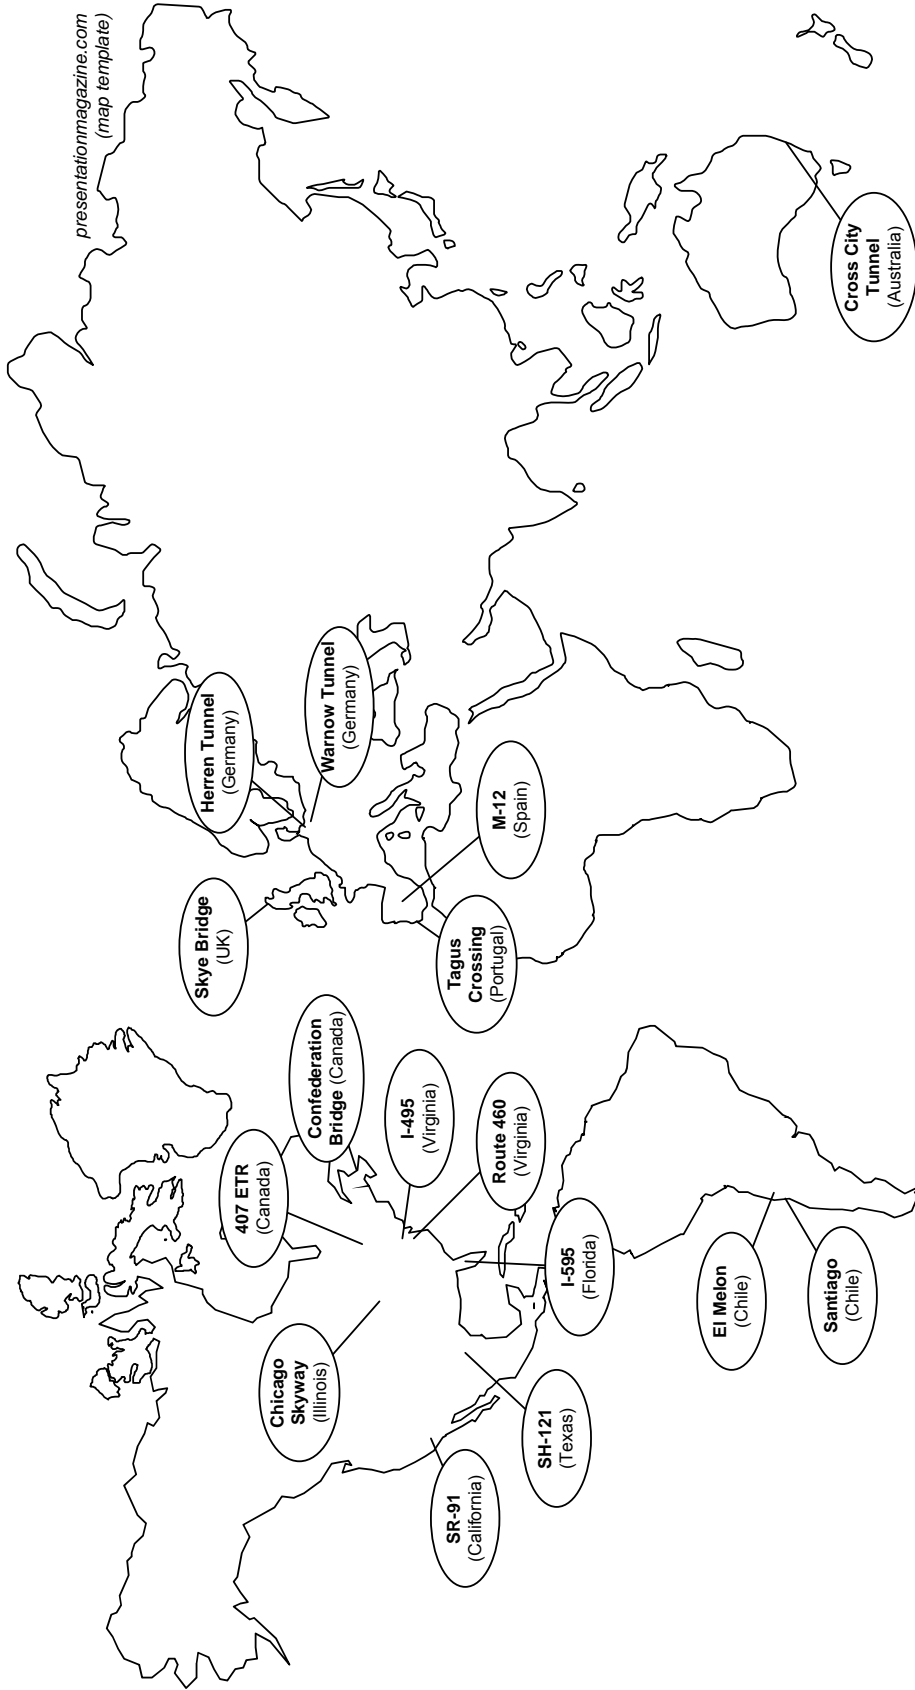 presentationmagazine.com
(map template)
Herren Tunnel
(Germany)
Warnow Tunnel
(Germany)
Skye Bridge
(UK)
M-12
(Spain)
Tagus
Crossing
(Portugal)
Cross City
Tunnel
(Australia)
407 ETR
(Canada)
Confederation
Bridge (Canada)
I-495
(Virginia)
Route 460
(Virginia)
I-595
(Florida)
Chicago
Skyway
(Illinois)
SR-91
(California)
SH-121
(Texas)
El Melon
(Chile)
Santiago
(Chile)